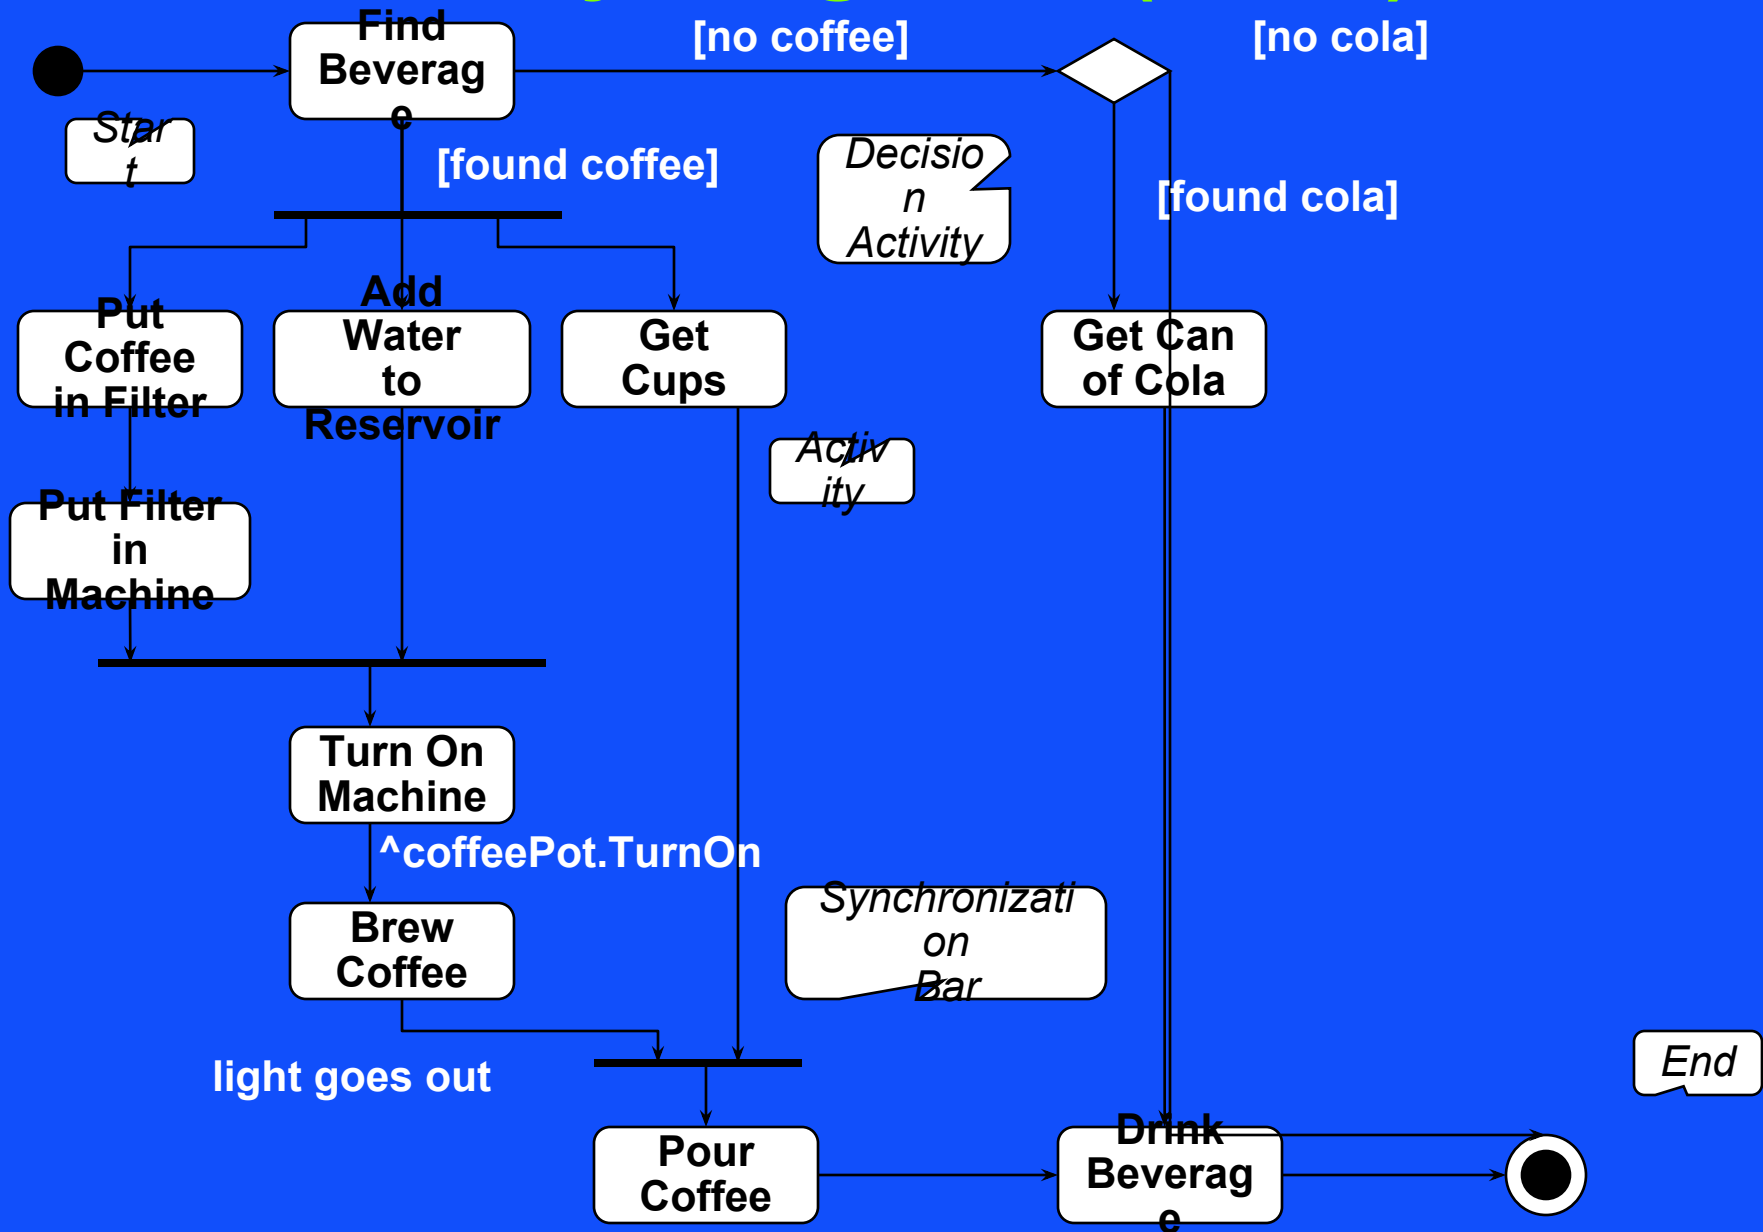 Find
Beverag
e
[no coffee]
[no cola]
Star
t
[found coffee]
Decisio
n
Activity
[found cola]
Put
Coffee
in Filter
Add
Water
to
Reservoir
Get
Cups
Get Can
of Cola
Activ
ity
Put Filter
in
Machine
Turn On
Machine
^coffeePot.TurnOn
Brew
Coffee
Synchronizati
on
Bar
light goes out
End
Pour
Coffee
Drink
Beverag
e